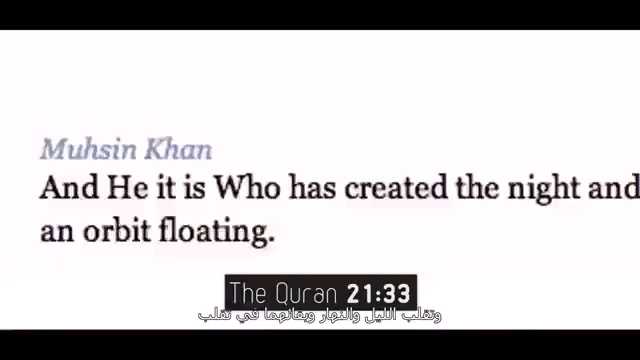 Muhsin Khan
And He it is Who has created the night and
an orbit floating.
The Quran 21:33
وتقلب الليل والنهار وبقائهما في تقلب